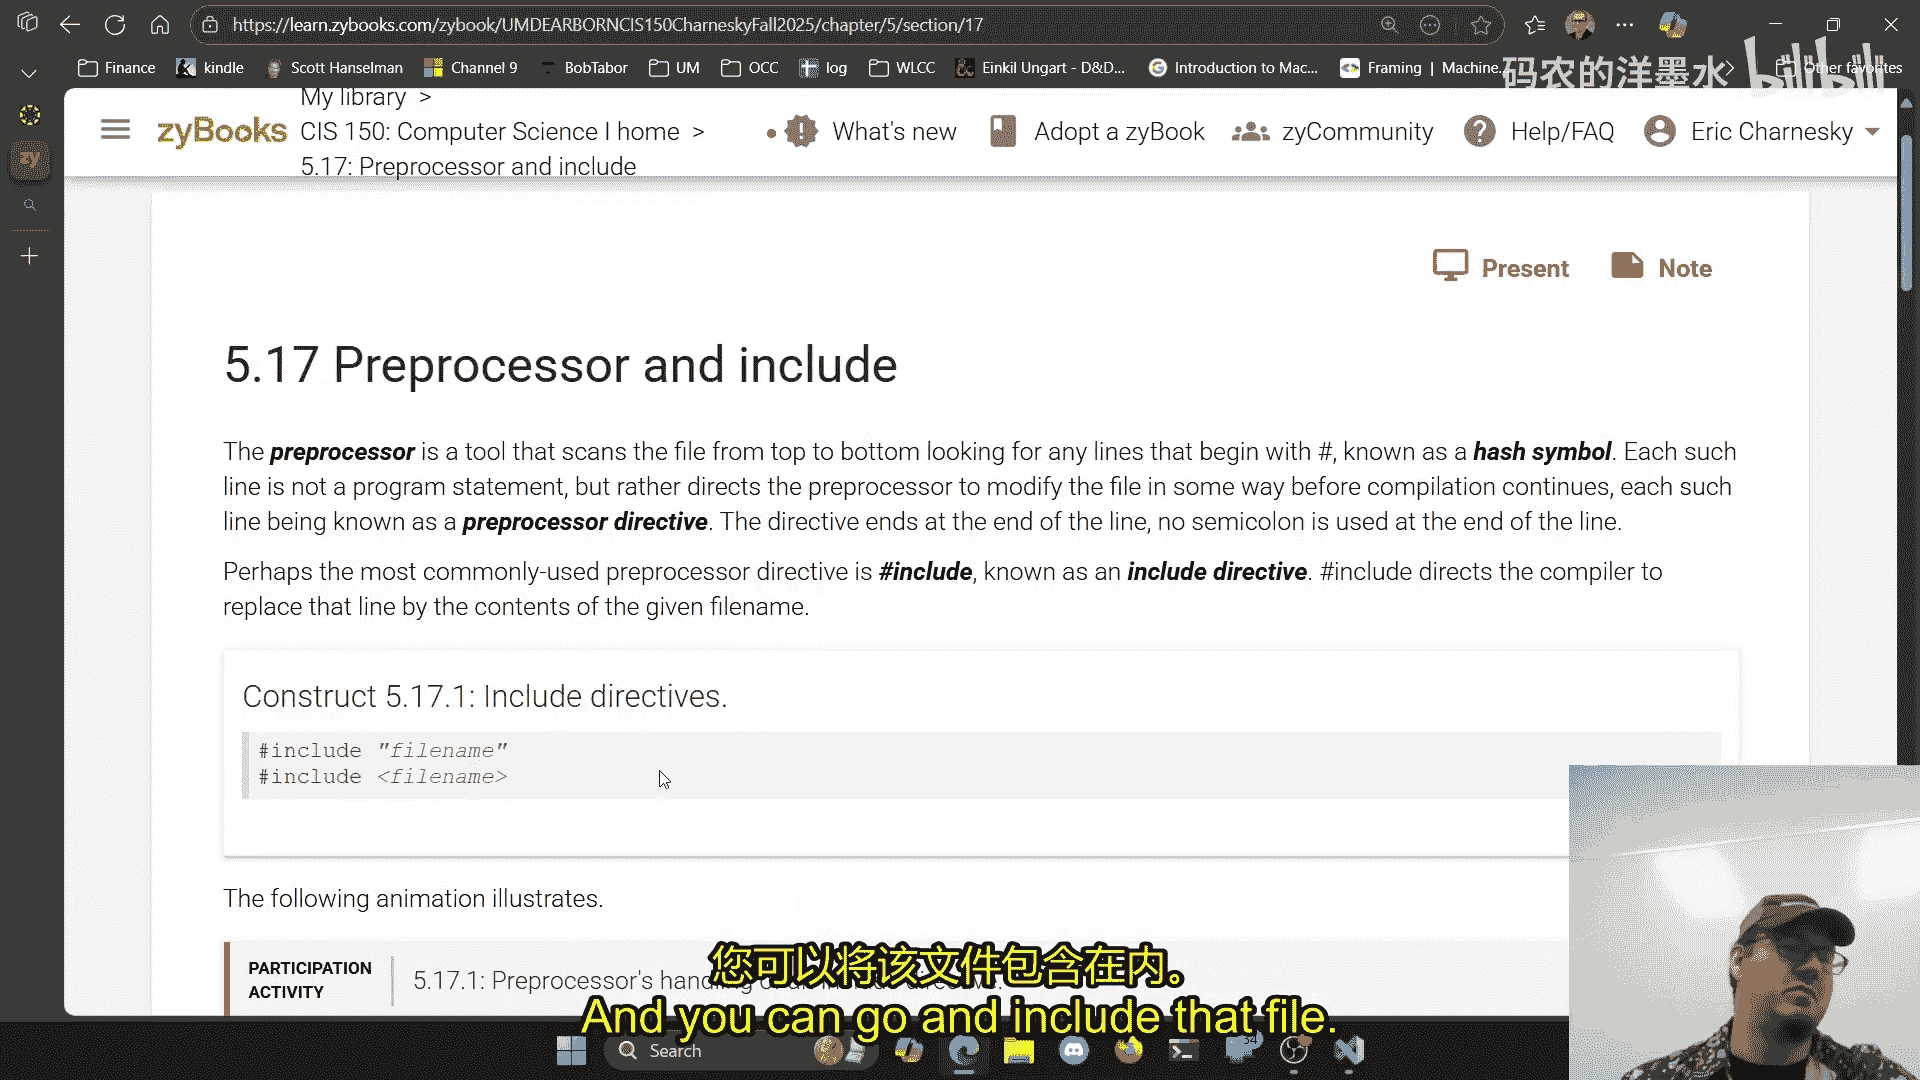 https://learn.zybooks.com/zybook/UMDEARBORNCIS150CharneskyFall2025/chapter/5/section/17
Finance
kindle
Scott Hanselman
Channel 9
BobTabor
UM
OCC
log
WLCC
Einkil Ungart - D&D...
Introduction to Mac...
Framing | Machine...
Other favorites
码农的洋墨水
bilibili
zyBooks
My library >
CIS 150: Computer Science I home >
5.17: Preprocessor and include
What's new
Adopt a zyBook
zyCommunity
Help/FAQ
Eric Charnesky
zy
Present
Note
5.17 Preprocessor and include
The preprocessor is a tool that scans the file from top to bottom looking for any lines that begin with #, known as a hash symbol. Each such
line is not a program statement, but rather directs the preprocessor to modify the file in some way before compilation continues, each such
line being known as a preprocessor directive. The directive ends at the end of the line, no semicolon is used at the end of the line.
Perhaps the most commonly-used preprocessor directive is #include, known as an include directive. #include directs the compiler to
replace that line by the contents of the given filename.
Construct 5.17.1: Include directives.
#include "filename"
#include <filename>
The following animation illustrates.
PARTICIPATION
ACTIVITY
5.17.1: Preprocessor's
您可以将该文件包含在内。
And you can go and include that file.
Search